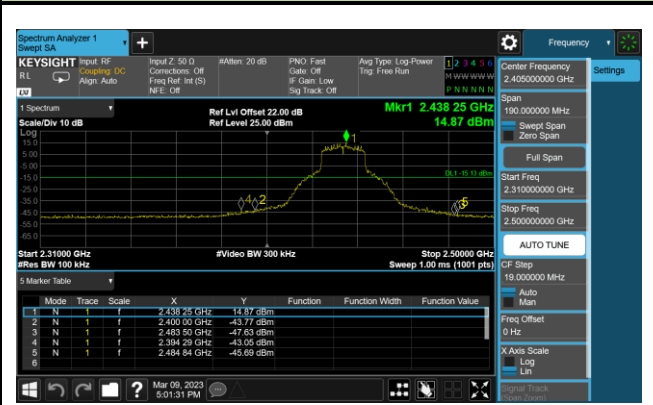 Spectrum Analyzer 1
Swept SA
Frequency
KEYSIGHT
RL
LXI
Input: RF
Coupling: DC
Align: Auto
Input Z: 50 Ω
Corrections: Off
Freq Ref: Int (S)
NFE: Off
#Atten: 20 dB
PNO: Fast
Gate: Off
IF Gain: Low
Sig Track: Off
Avg Type: Log-Power
Trig: Free Run
1 2 3 4 5 6
M W W W W W
P N N N N N
Center Frequency
2.405000000 GHz
Settings
Span
190.000000 MHz
Swept Span
Zero Span
Full Span
Start Freq
2.310000000 GHz
Stop Freq
2.500000000 GHz
AUTO TUNE
CF Step
19.000000 MHz
Auto
Man
Freq Offset
0 Hz
X Axis Scale
Log
Lin
Signal Track
(Span Zoom)
1 Spectrum
Scale/Div 10 dB
Ref Lvl Offset 22.00 dB
Ref Level 25.00 dBm
Mkr1 2.438 25 GHz
14.87 dBm
Log
15.0
5.00
-5.00
-15.0
-25.0
-35.0
-45.0
-55.0
-65.0
1
DL1 -15.13 dBm
4 2
5
Start 2.31000 GHz
#Res BW 100 kHz
#Video BW 300 kHz
Stop 2.50000 GHz
Sweep 1.00 ms (1001 pts)
5 Marker Table
Mode Trace Scale X Y Function Function Width Function Value
1 N 1 f 2.438 25 GHz 14.87 dBm
2 N 1 f 2.400 00 GHz -43.77 dBm
3 N 1 f 2.483 50 GHz -47.63 dBm
4 N 1 f 2.394 29 GHz -43.05 dBm
5 N 1 f 2.484 84 GHz -45.69 dBm
6
Mar 09, 2023
5:01:31 PM